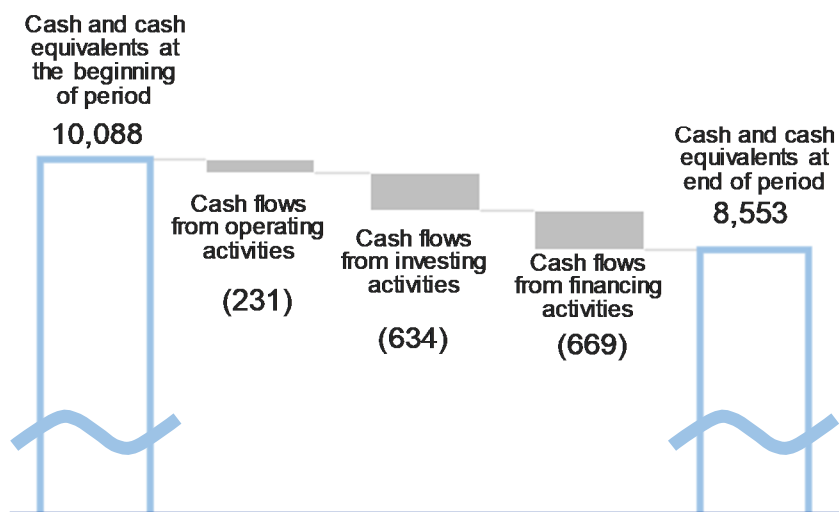 Cash and cash
equivalents at
the beginning
of period
10,088
Cash flows
from operating
activities
(231)
Cash flows
from investing
activities
(634)
Cash flows
from financing
activities
(669)
Cash and cash
equivalents at
end of period
8,553